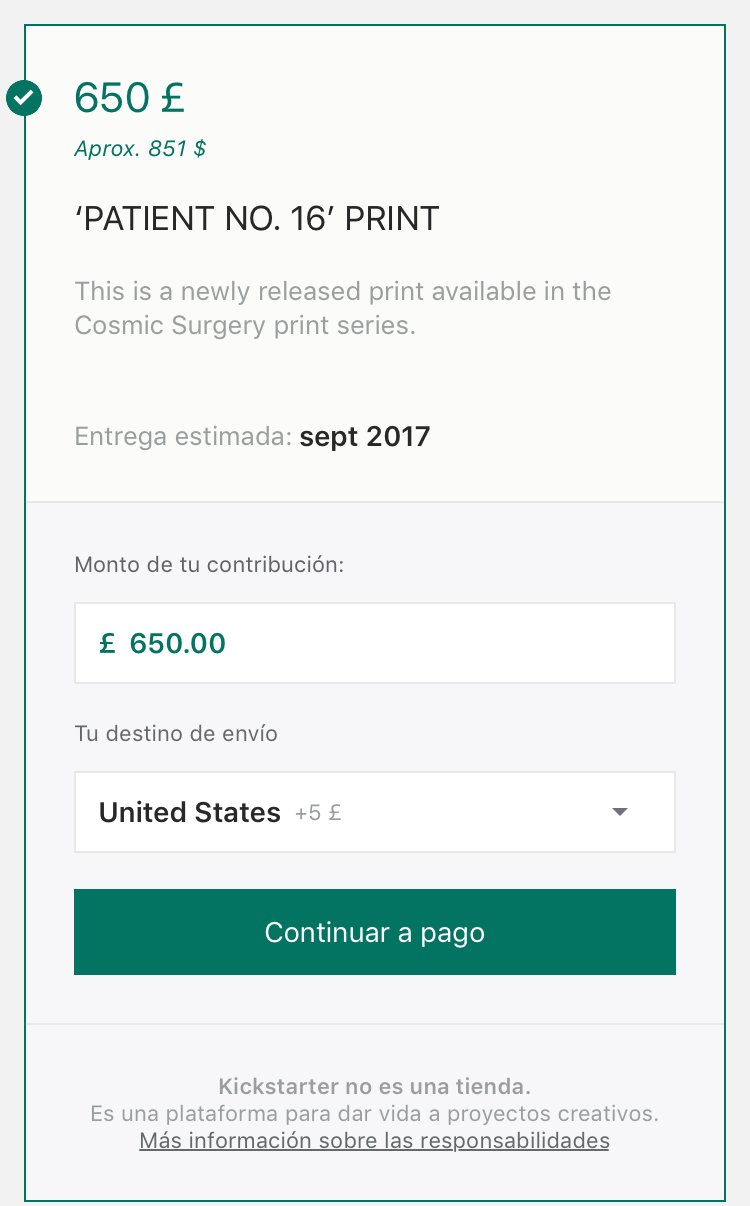 650 £
Aprox. 851 $
‘PATIENT NO. 16’ PRINT
This is a newly released print available in the
Cosmic Surgery print series.
Entrega estimada: sept 2017
Monto de tu contribución:
£ 650.00
Tu destino de envío
United States +5 £
Continuar a pago
Kickstarter no es una tienda.
Es una plataforma para dar vida a proyectos creativos.
Más información sobre las responsabilidades